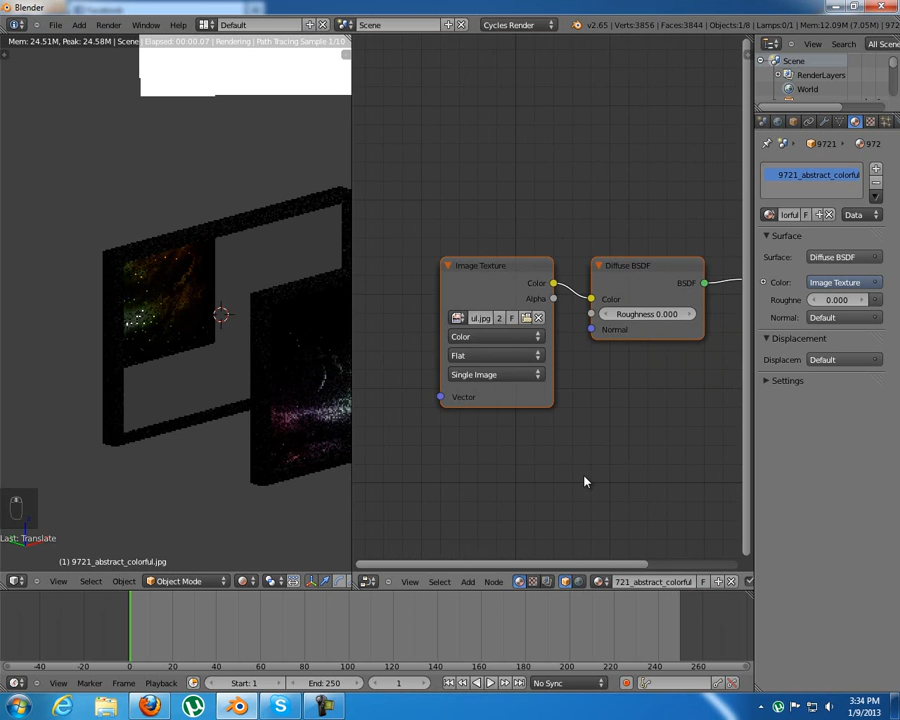 Blender
File Add Render Window Help Default Scene Cycles Render v2.65 | Verts:3856 | Faces:3844 | Objects:1/8 | Lamps:0/1 | Mem:12.09M (7.05M) | 972
Mem: 24.51M, Peak: 24.58M | Scene | Elapsed: 00:00.07 | Rendering | Path Tracing Sample 1/10
View Search All Scene
Scene
RenderLayers
World
9721 972
9721_abstract_colorful
lorful F Data
Surface
Surface: Diffuse BSDF
Color: Image Texture
Roughne 0.000
Normal: Default
Displacement
Displacem Default
Settings
Image Texture
Color
Alpha
ul.jpg 2 F
Color
Flat
Single Image
Vector
Diffuse BSDF
BSDF
Color
Roughness 0.000
Normal
Last: Translate
(1) 9721_abstract_colorful.jpg
View Select Object Object Mode
View Select Add Node 721_abstract_colorful F
-40 -20 0 20 40 60 80 100 120 140 160 180 200 220 240 260
View Marker Frame Playback Start: 1 End: 250 1 No Sync
3:34 PM
1/9/2013